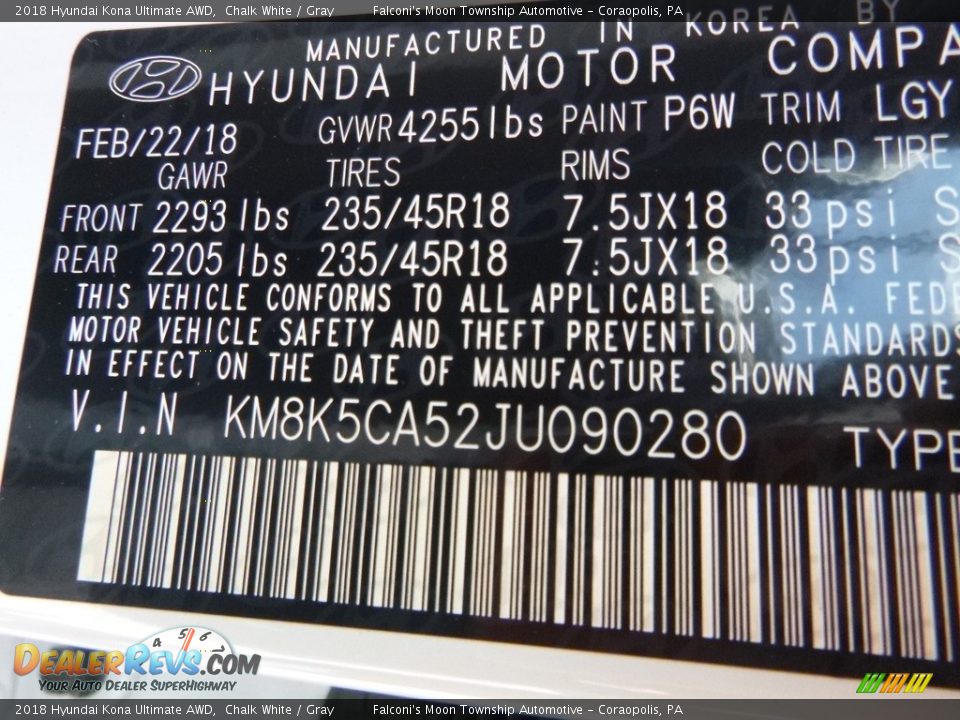 2018 Hyundai Kona Ultimate AWD, Chalk White / Gray Falconi's Moon Township Automotive - Coraopolis, PA
MANUFACTURED IN KOREA BY
HYUNDAI MOTOR COMPA
FEB/22/18 GVWR 4255 lbs PAINT P6W TRIM LGY
GAWR TIRES RIMS COLD TIRE
FRONT 2293 lbs 235/45R18 7.5JX18 33 psi S
REAR 2205 lbs 235/45R18 7.5JX18 33 psi S
THIS VEHICLE CONFORMS TO ALL APPLICABLE U.S.A. FEDE
MOTOR VEHICLE SAFETY AND THEFT PREVENTION STANDARDS
IN EFFECT ON THE DATE OF MANUFACTURE SHOWN ABOVE
V.I.N KM8K5CA52JU090280 TYPE
4 5 6
DEALERREVS.COM
YOUR AUTO DEALER SUPERHIGHWAY
2018 Hyundai Kona Ultimate AWD, Chalk White / Gray Falconi's Moon Township Automotive - Coraopolis, PA